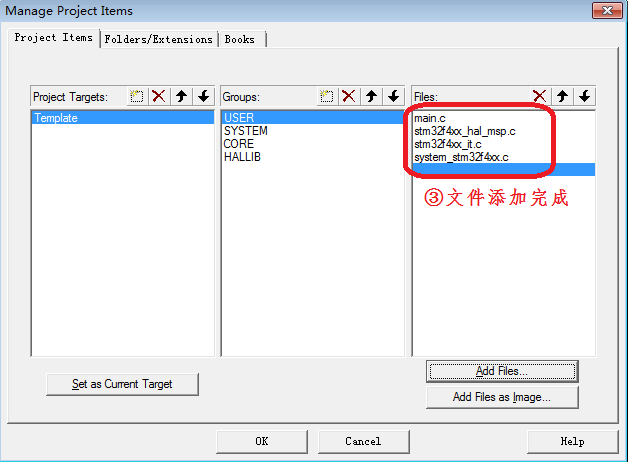 Manage Project Items
Project Items
Folders/Extensions
Books
Project Targets:
Groups:
Files:
Template
USER
SYSTEM
CORE
HALLIB
main.c
stm32f4xx_hal_msp.c
stm32f4xx_it.c
system_stm32f4xx.c
③文件添加完成
Set as Current Target
Add Files...
Add Files as Image...
OK
Cancel
Help